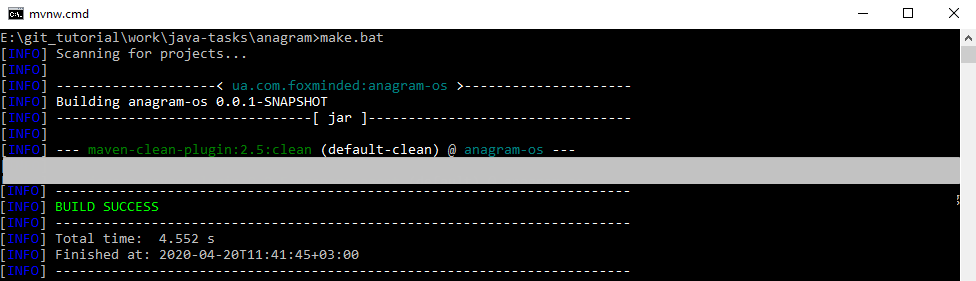 mvnw.cmd
E:\git_tutorial\work\java-tasks\anagram>make.bat
[INFO] Scanning for projects...
[INFO]
[INFO] --------------------< ua.com.foxminded:anagram-os >---------------------
[INFO] Building anagram-os 0.0.1-SNAPSHOT
[INFO] --------------------------------[ jar ]---------------------------------
[INFO]
[INFO] --- maven-clean-plugin:2.5:clean (default-clean) @ anagram-os ---
[INFO] ------------------------------------------------------------------------
[INFO] BUILD SUCCESS
[INFO] ------------------------------------------------------------------------
[INFO] Total time:  4.552 s
[INFO] Finished at: 2020-04-20T11:41:45+03:00
[INFO] ------------------------------------------------------------------------